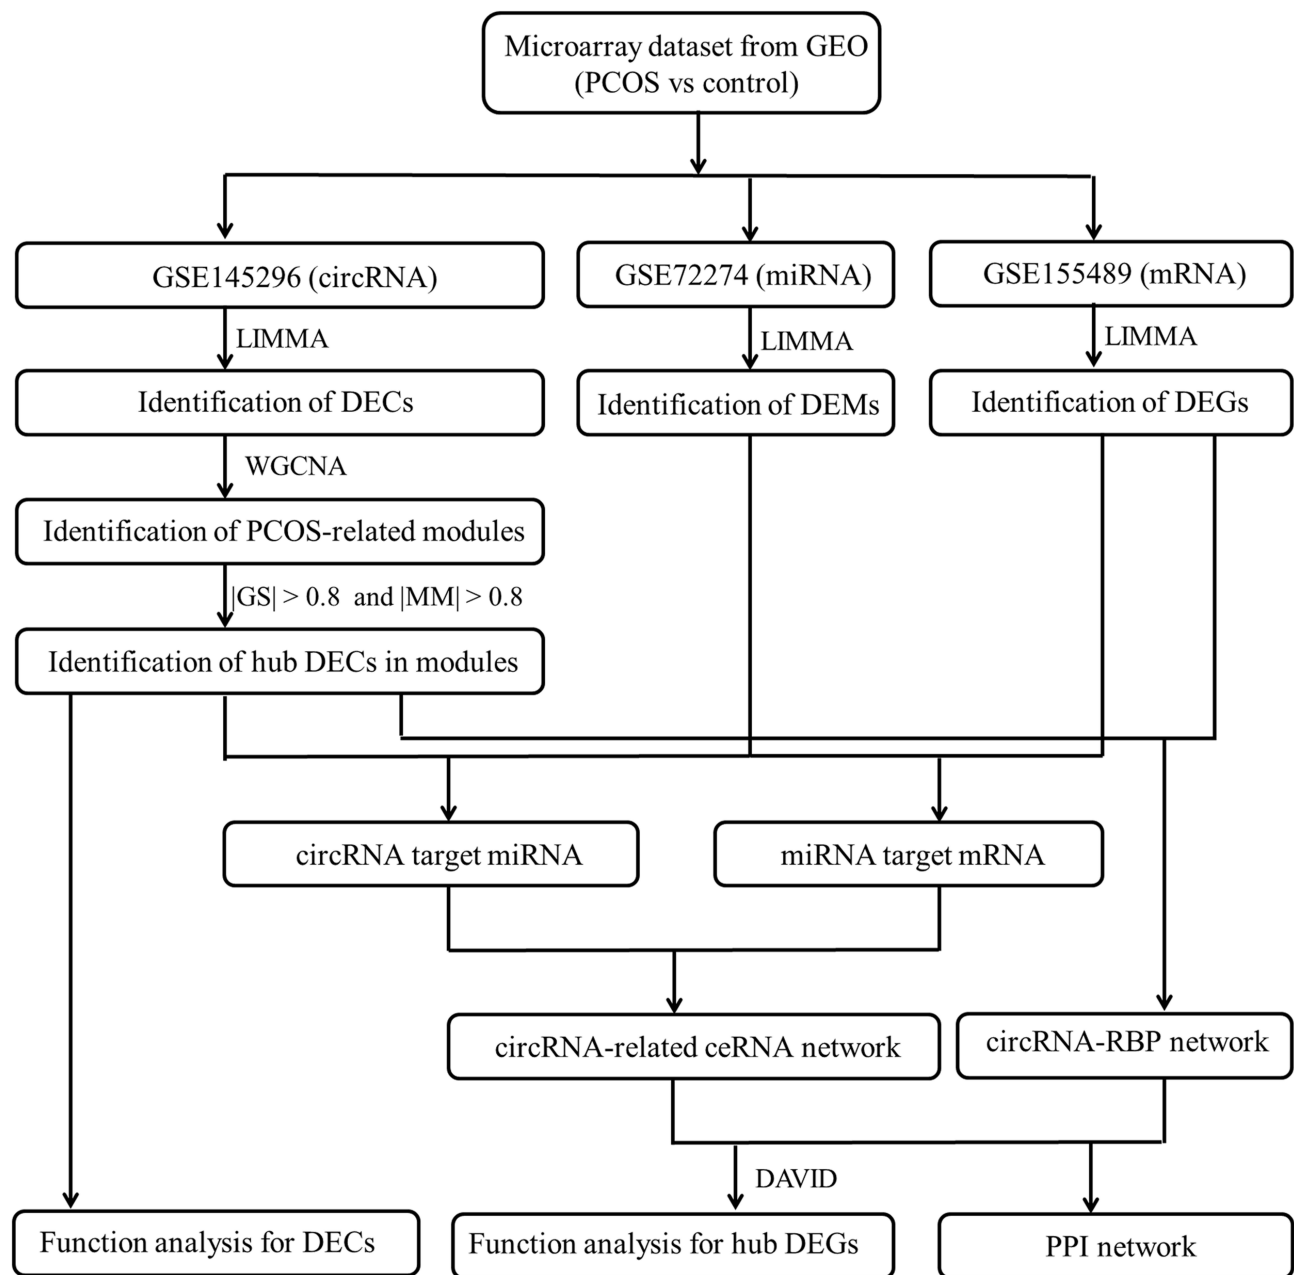 Microarray dataset from GEO
(PCOS vs control)
GSE145296 (circRNA)
GSE72274 (miRNA)
GSE155489 (mRNA)
LIMMA
LIMMA
LIMMA
Identification of DECs
Identification of DEMs
Identification of DEGs
WGCNA
Identification of PCOS-related modules
|GS| > 0.8 and |MM| > 0.8
Identification of hub DECs in modules
circRNA target miRNA
miRNA target mRNA
circRNA-related ceRNA network
circRNA-RBP network
DAVID
Function analysis for DECs
Function analysis for hub DEGs
PPI network